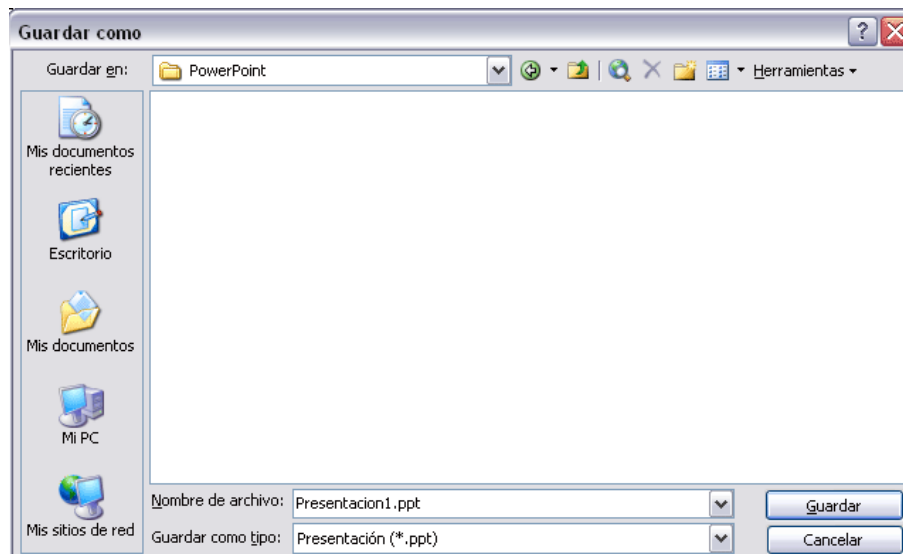 Guardar como
Guardar en:
PowerPoint
Herramientas
Mis documentos
recientes
Escritorio
Mis documentos
Mi PC
Mis sitios de red
Nombre de archivo:
Presentacion1.ppt
Guardar
Guardar como tipo:
Presentación (*.ppt)
Cancelar